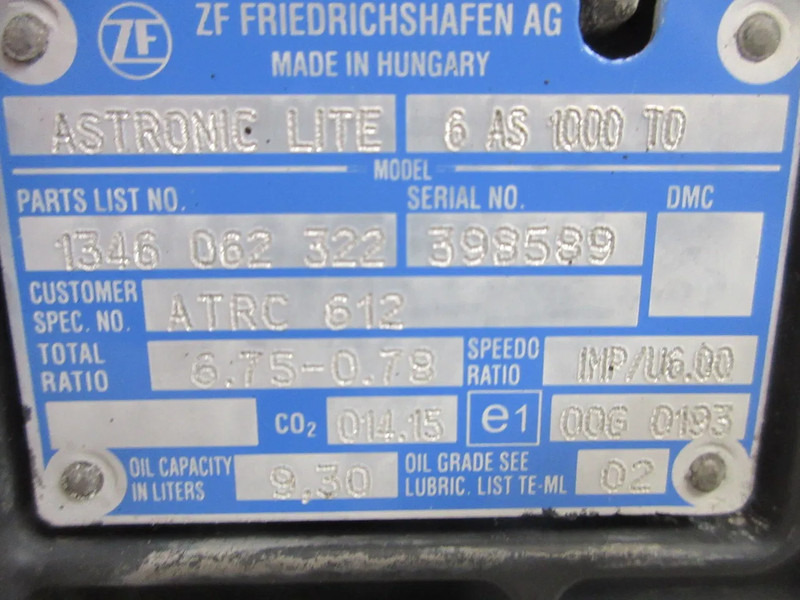 ZF FRIEDRICHSHAFEN AG
MADE IN HUNGARY
ASTRONIC LITE 6 AS 1000 TO
MODEL
PARTS LIST NO. SERIAL NO. DMC
1346 062 322 398589
CUSTOMER SPEC. NO. ATRC 612
TOTAL RATIO 6.75-0.78 SPEEDO RATIO IMP/U6.00
CO2 014.15 e1 00G 0193
OIL CAPACITY IN LITERS 9,30 OIL GRADE SEE LUBRIC. LIST TE-ML 02